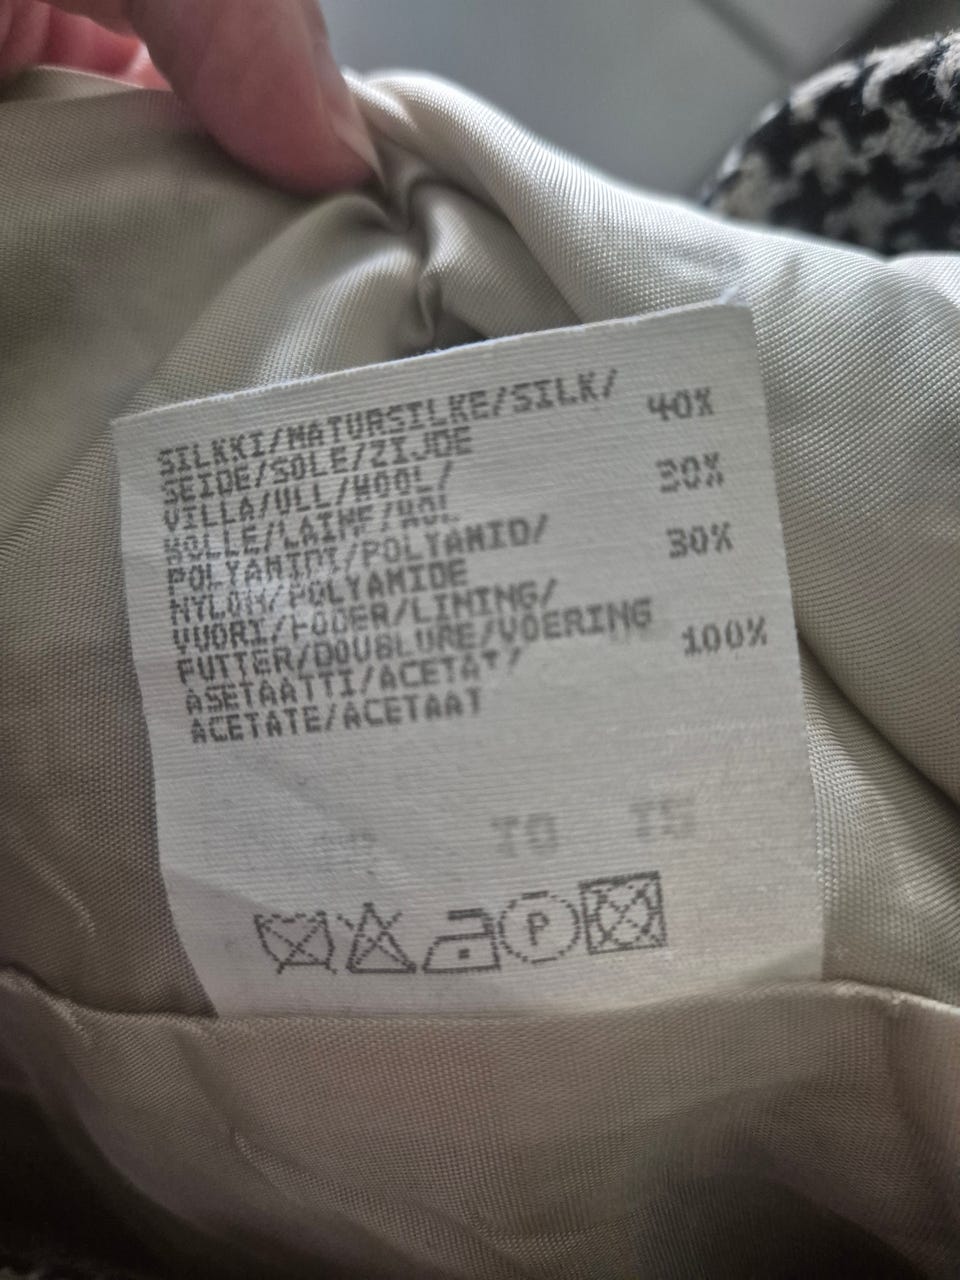 SILKKI/NATURSILKE/SILK/ 40%
SEIDE/SOLE/ZIJDE
VILLA/ULL/WOOL/ 30%
WOLLE/LAINE/WOL
POLYAMIDI/POLYAMID/ 30%
NYLON/POLYAMIDE
VUORI/FODER/LINING/
FUTTER/DOUBLURE/VOERING
ASETAATTI/ACETAT/ 100%
ACETATE/ACETAAT
P